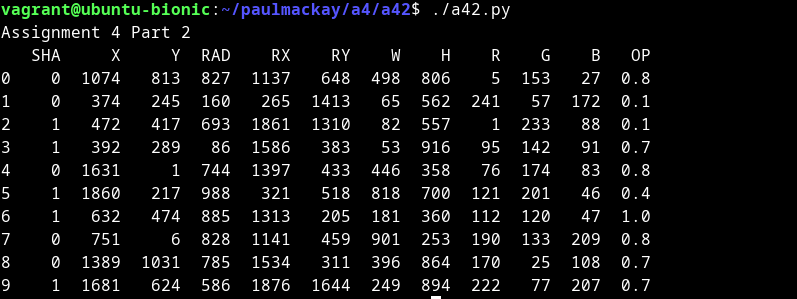 vagrant@ubuntu-bionic:~/paulmackay/a4/a42$ ./a42.py
Assignment 4 Part 2
SHA X Y RAD RX RY W H R G B OP
0 0 1074 813 827 1137 648 498 806 5 153 27 0.8
1 0 374 245 160 265 1413 65 562 241 57 172 0.1
2 1 472 417 693 1861 1310 82 557 1 233 88 0.1
3 1 392 289 86 1586 383 53 916 95 142 91 0.7
4 0 1631 1 744 1397 433 446 358 76 174 83 0.8
5 1 1860 217 988 321 518 818 700 121 201 46 0.4
6 1 632 474 885 1313 205 181 360 112 120 47 1.0
7 0 751 6 828 1141 459 901 253 190 133 209 0.8
8 0 1389 1031 785 1534 311 396 864 170 25 108 0.7
9 1 1681 624 586 1876 1644 249 894 222 77 207 0.7